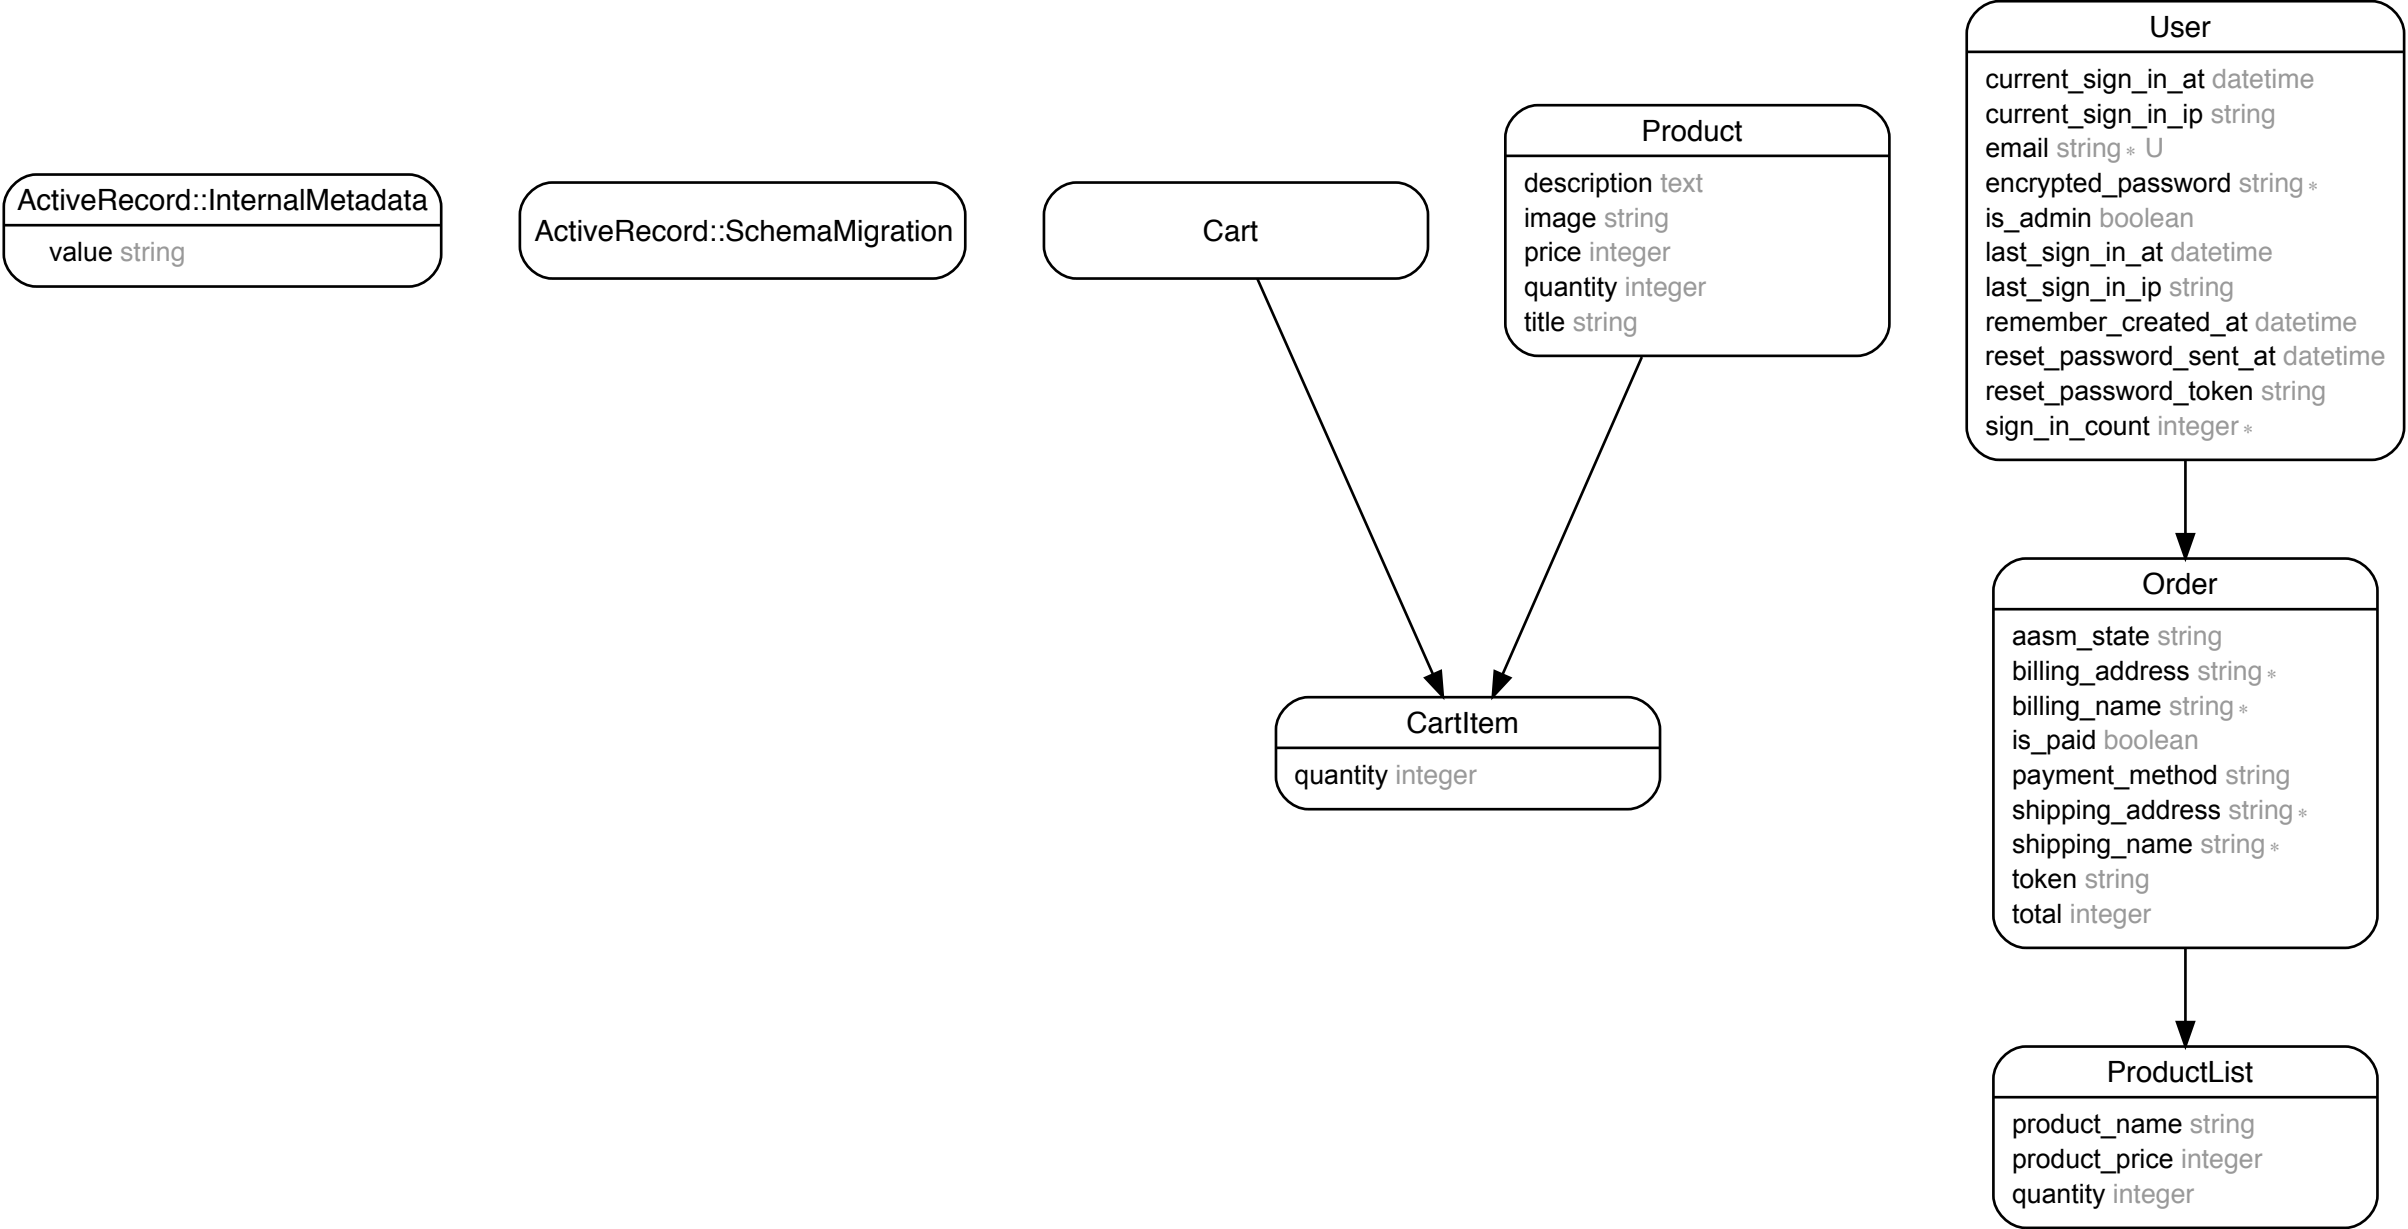 ActiveRecord::InternalMetadata
value string
ActiveRecord::SchemaMigration
Cart
Product
description text
image string
price integer
quantity integer
title string
User
current_sign_in_at datetime
current_sign_in_ip string
email string∗ U
encrypted_password string∗
is_admin boolean
last_sign_in_at datetime
last_sign_in_ip string
remember_created_at datetime
reset_password_sent_at datetime
reset_password_token string
sign_in_count integer∗
CartItem
quantity integer
Order
aasm_state string
billing_address string∗
billing_name string∗
is_paid boolean
payment_method string
shipping_address string∗
shipping_name string∗
token string
total integer
ProductList
product_name string
product_price integer
quantity integer